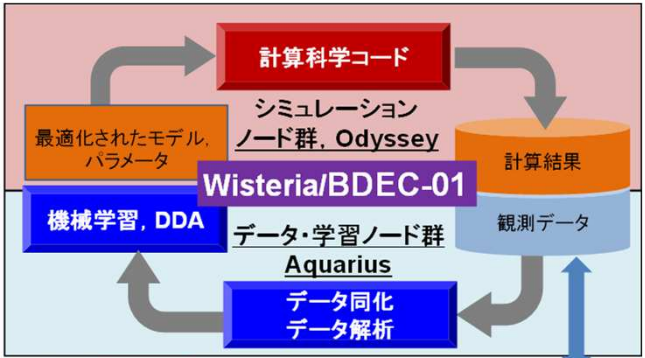 計算科学コード
シミュレーション
ノード群, Odyssey
最適化されたモデル,
パラメータ
計算結果
Wisteria/BDEC-01
機械学習, DDA
観測データ
データ・学習ノード群
Aquarius
データ同化
データ解析